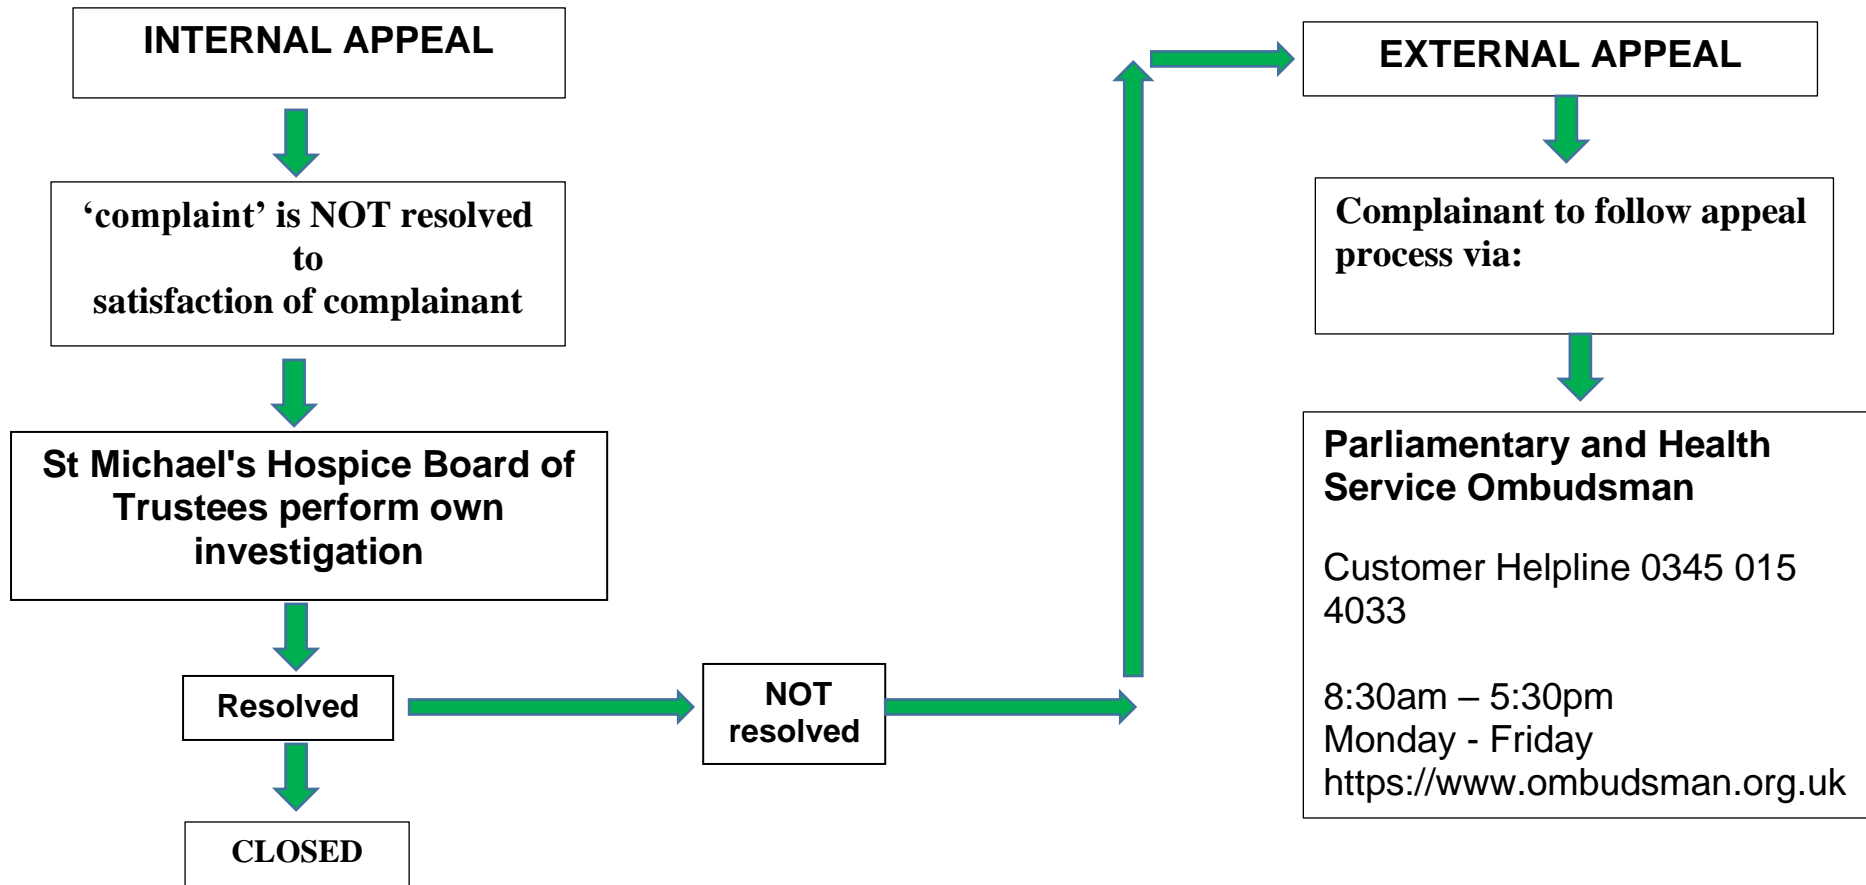 INTERNAL APPEAL
‘complaint’ is NOT resolved
to
satisfaction of complainant
St Michael's Hospice Board of
Trustees perform own
investigation
Resolved
CLOSED
NOT
resolved
EXTERNAL APPEAL
Complainant to follow appeal
process via:
Parliamentary and Health
Service Ombudsman
Customer Helpline 0345 015
4033
8:30am – 5:30pm
Monday - Friday
https://www.ombudsman.org.uk